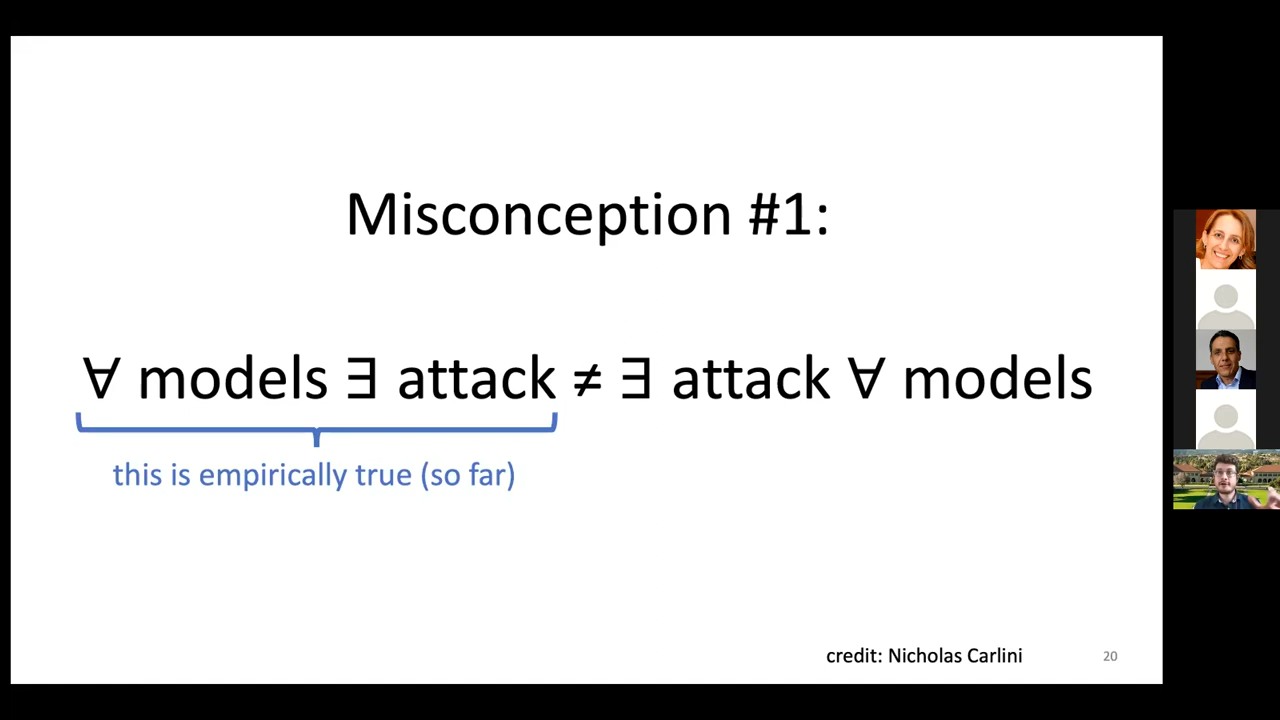 Misconception #1:
∀ models ∃ attack ≠ ∃ attack ∀ models
this is empirically true (so far)
credit: Nicholas Carlini
20